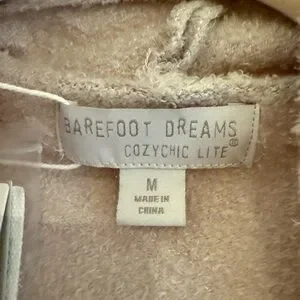 BAREFOOT DREAMS
COZYCHIC LITE®
M
MADE IN
CHINA